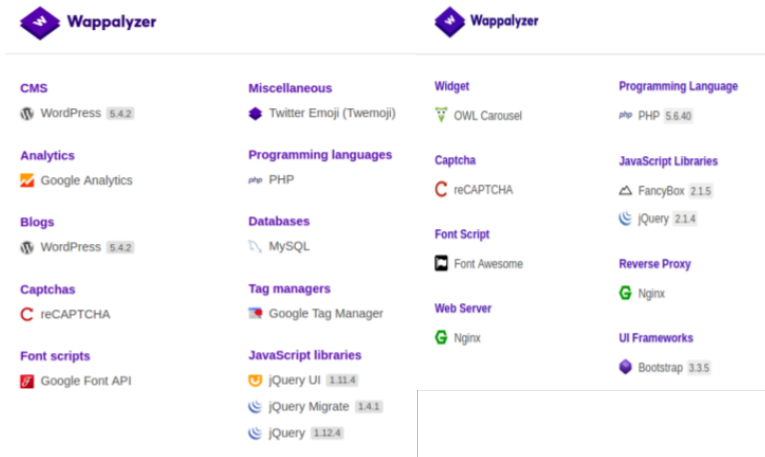 Wappalyzer
CMS
WordPress 5.4.2
Analytics
Google Analytics
Blogs
WordPress 5.4.2
Captchas
reCAPTCHA
Font scripts
Google Font API
Miscellaneous
Twitter Emoji (Twemoji)
Programming languages
php PHP
Databases
MySQL
Tag managers
Google Tag Manager
JavaScript libraries
jQuery UI 1.11.4
jQuery Migrate 1.4.1
jQuery 1.12.4
Wappalyzer
Widget
OWL Carousel
Captcha
reCAPTCHA
Font Script
Font Awesome
Web Server
Nginx
Programming Language
php PHP 5.6.40
JavaScript Libraries
FancyBox 2.1.5
jQuery 2.1.4
Reverse Proxy
Nginx
UI Frameworks
Bootstrap 3.3.5